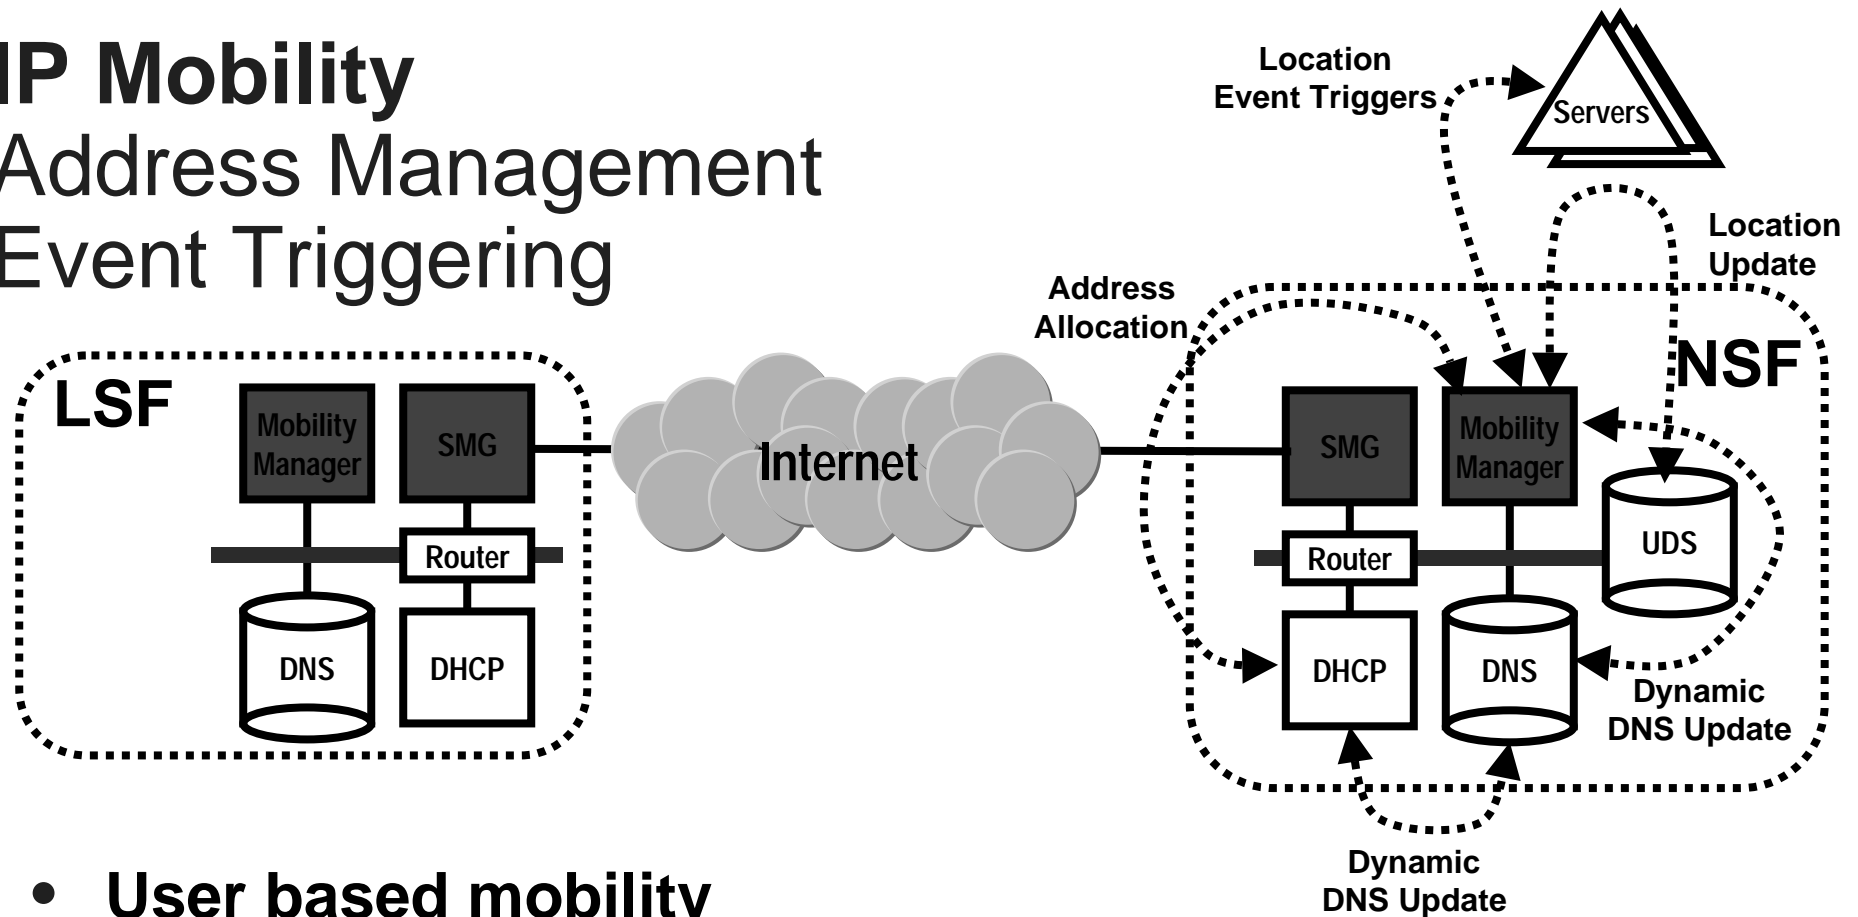 IP Mobility
Address Management
Event Triggering
Location
Event Triggers
Servers
Location
Update
Address
Allocation
LSF
Mobility
Manager
SMG
Router
DNS
DHCP
Internet
NSF
SMG
Mobility
Manager
UDS
Router
DHCP
DNS
Dynamic
DNS Update
Dynamic
DNS Update
• User based mobility